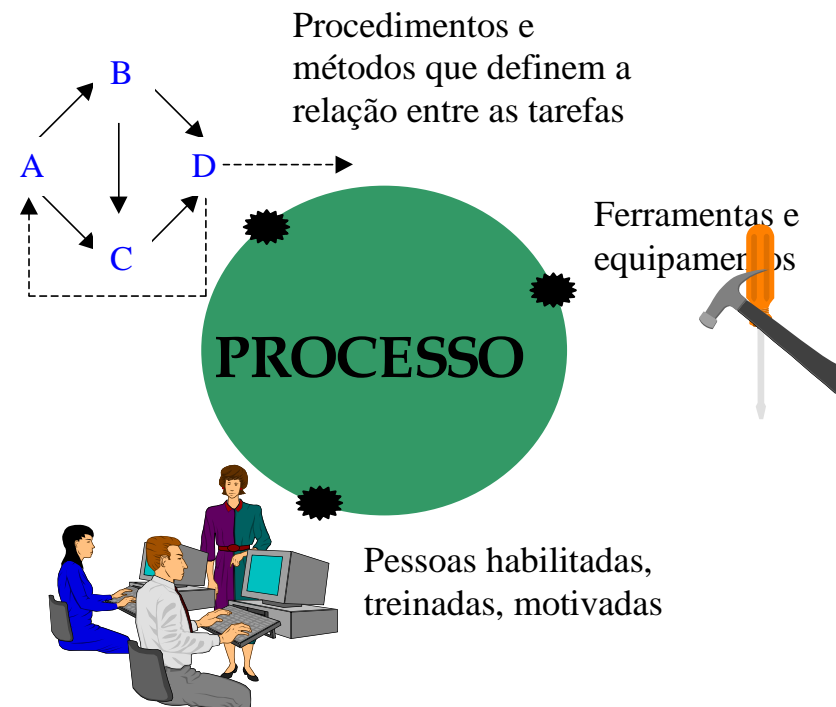 Procedimentos e
métodos que definem a
relação entre as tarefas
B
A
D
C
Ferramentas e
equipamentos
PROCESSO
Pessoas habilitadas,
treinadas, motivadas